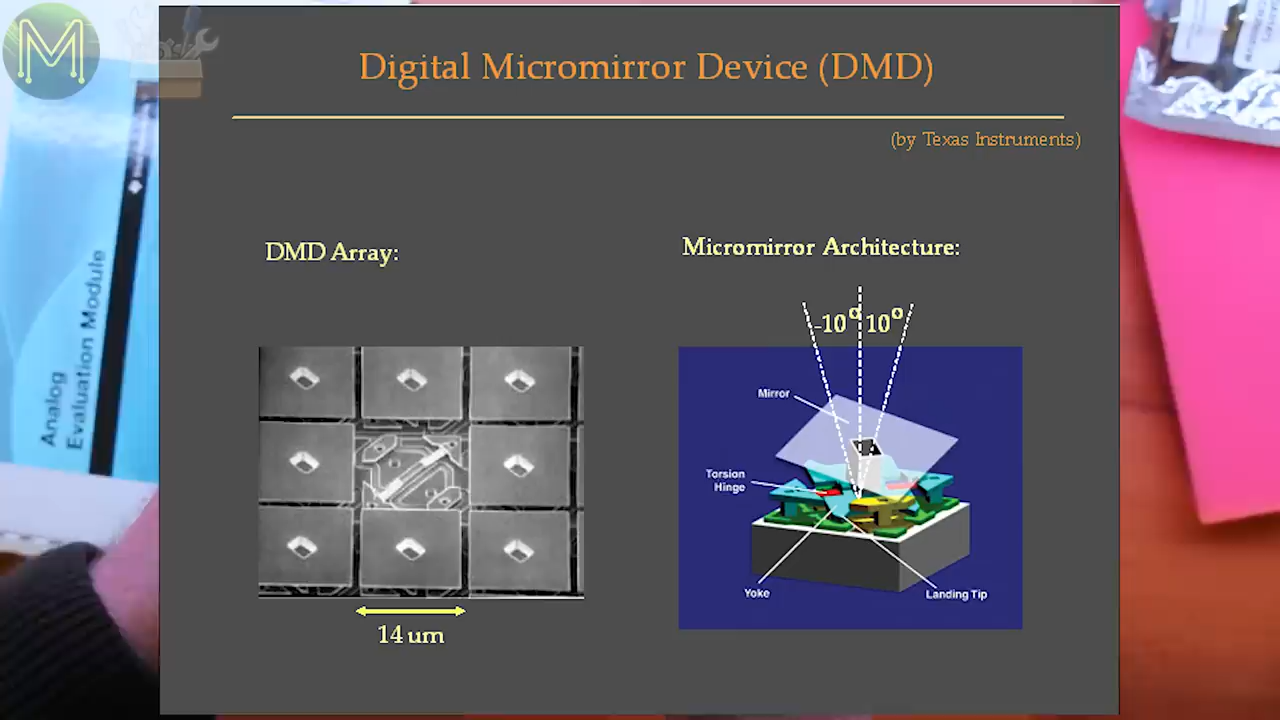 M
Digital Micromirror Device (DMD)
(by Texas Instruments)
DMD Array:
Micromirror Architecture:
-10° 10°
Mirror
Torsion
Hinge
Yoke
Landing Tip
14 um
Analog
Evaluation Module